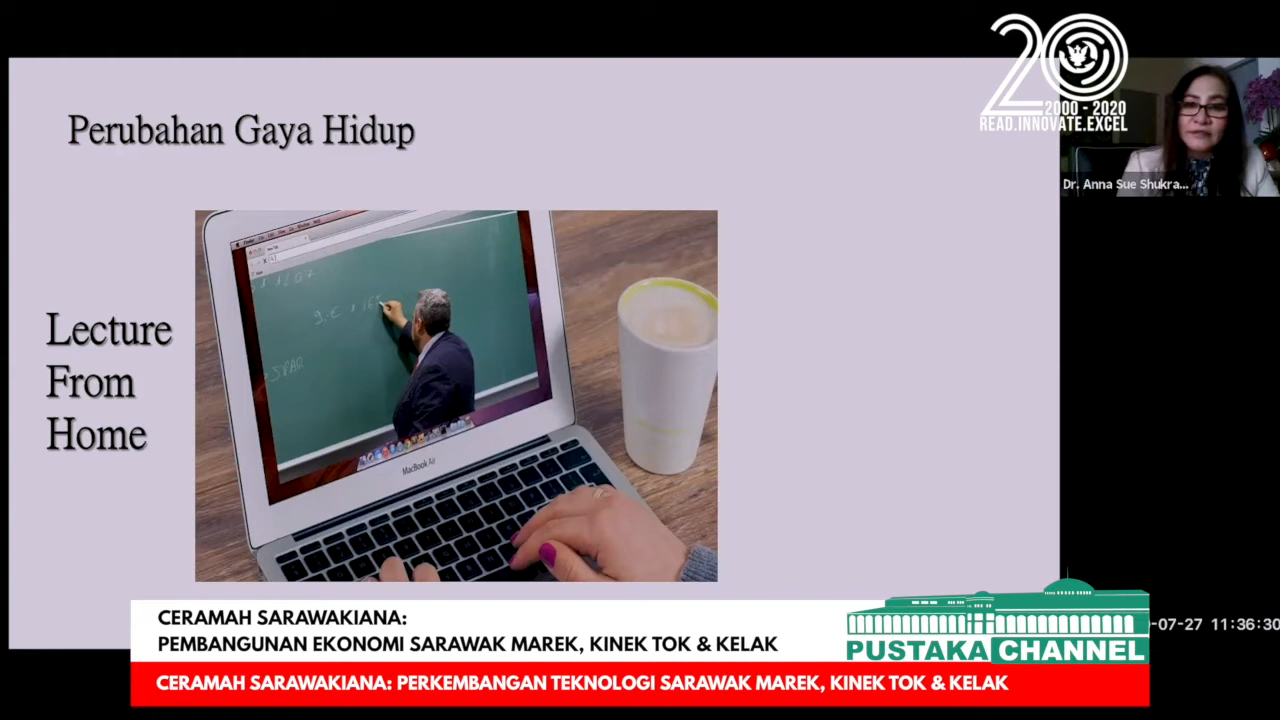 20
2000 - 2020
READ.INNOVATE.EXCEL
Perubahan Gaya Hidup
Dr. Anna Sue Shukra...
Lecture
From
Home
MacBook Air
CERAMAH SARAWAKIANA:
PEMBANGUNAN EKONOMI SARAWAK MAREK, KINEK TOK & KELAK
PUSTAKA CHANNEL
-07-27 11:36:30
CERAMAH SARAWAKIANA: PERKEMBANGAN TEKNOLOGI SARAWAK MAREK, KINEK TOK & KELAK